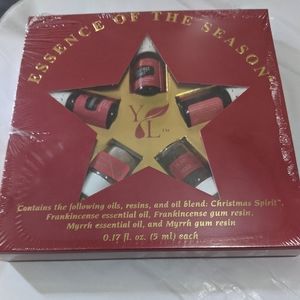 ESSENCE OF THE SEASON
YL™
Contains the following oils, resins, and oil blend: Christmas Spirit™,
Frankincense essential oil, Frankincense gum resin,
Myrrh essential oil, and Myrrh gum resin
0.17 fl. oz. (5 ml) each